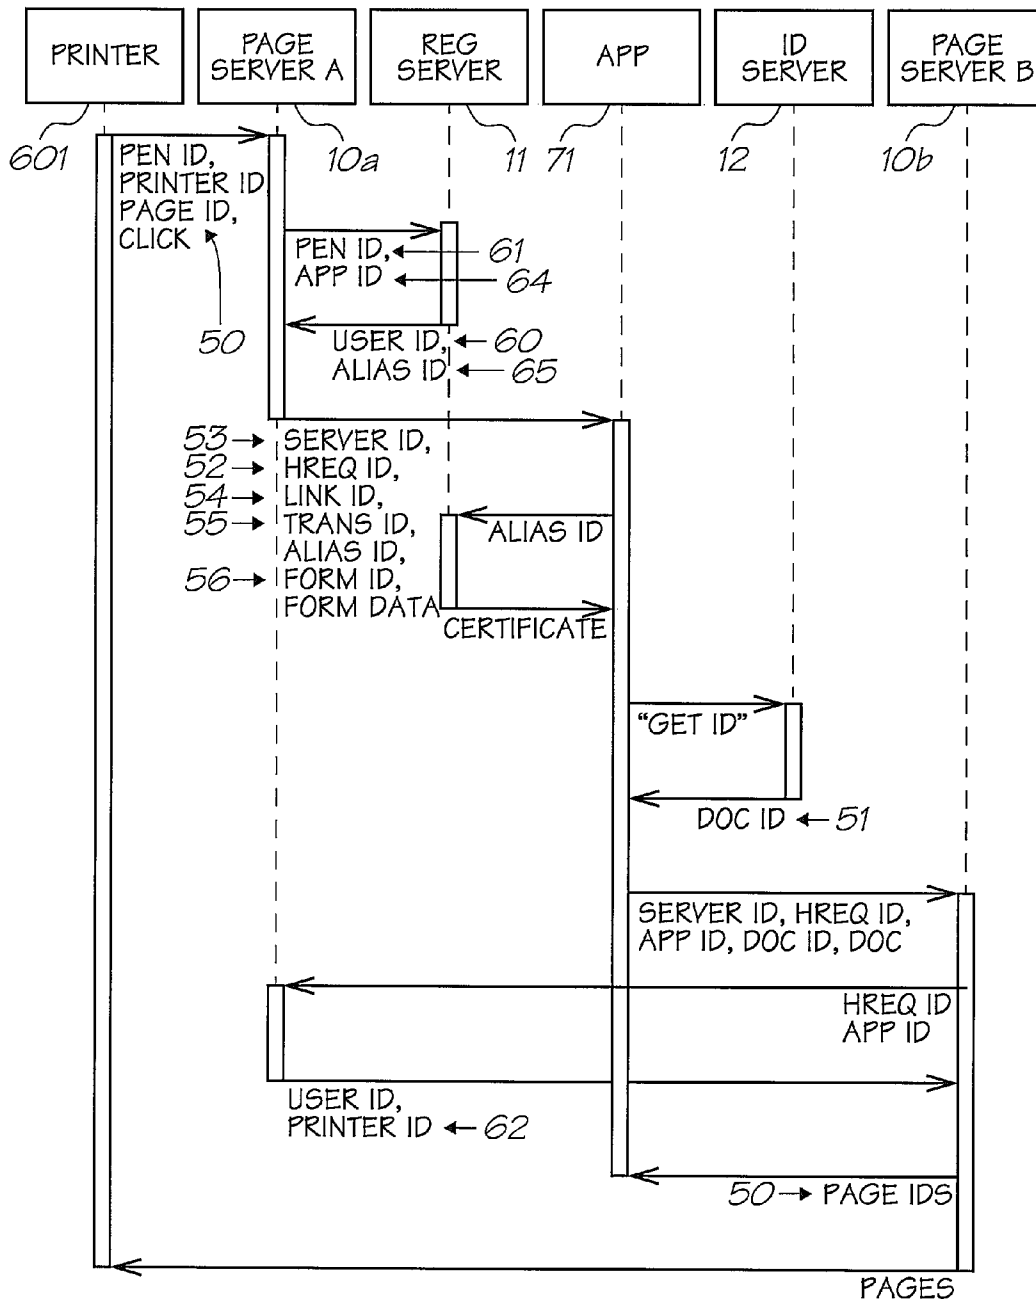 PRINTER
PAGE
SERVER A
REG
SERVER
APP
ID
SERVER
PAGE
SERVER B
601
10a
11
71
12
10b
PEN ID,
PRINTER ID
PAGE ID,
CLICK
50
PEN ID,
61
APP ID
64
USER ID,
60
ALIAS ID
65
53 SERVER ID,
52 HREQ ID,
54 LINK ID,
55 TRANS ID,
ALIAS ID,
56 FORM ID,
FORM DATA
ALIAS ID
CERTIFICATE
"GET ID"
DOC ID 51
SERVER ID, HREQ ID,
APP ID, DOC ID, DOC
HREQ ID
APP ID
USER ID,
PRINTER ID 62
50 PAGE IDS
PAGES